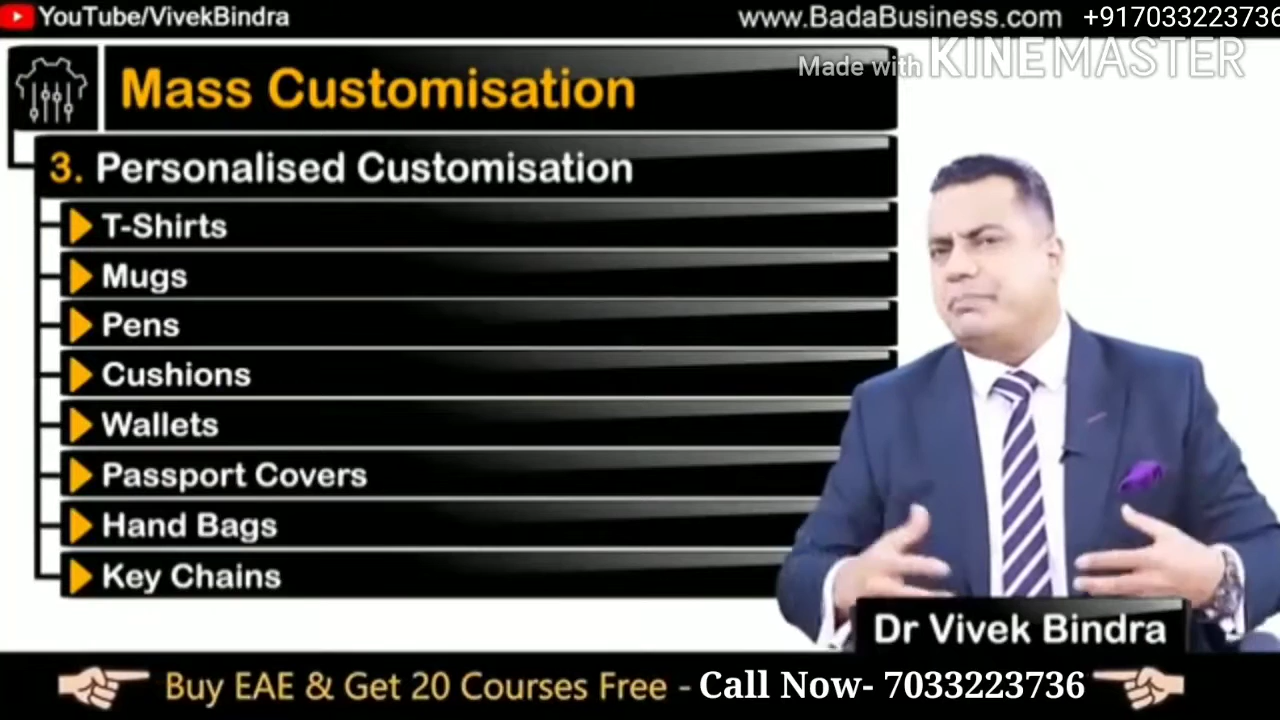 YouTube/VivekBindra
www.BadaBusiness.com +917033223736
Made with KINEMASTER
Mass Customisation
3. Personalised Customisation
T-Shirts
Mugs
Pens
Cushions
Wallets
Passport Covers
Hand Bags
Key Chains
Dr Vivek Bindra
Buy EAE & Get 20 Courses Free - Call Now- 7033223736